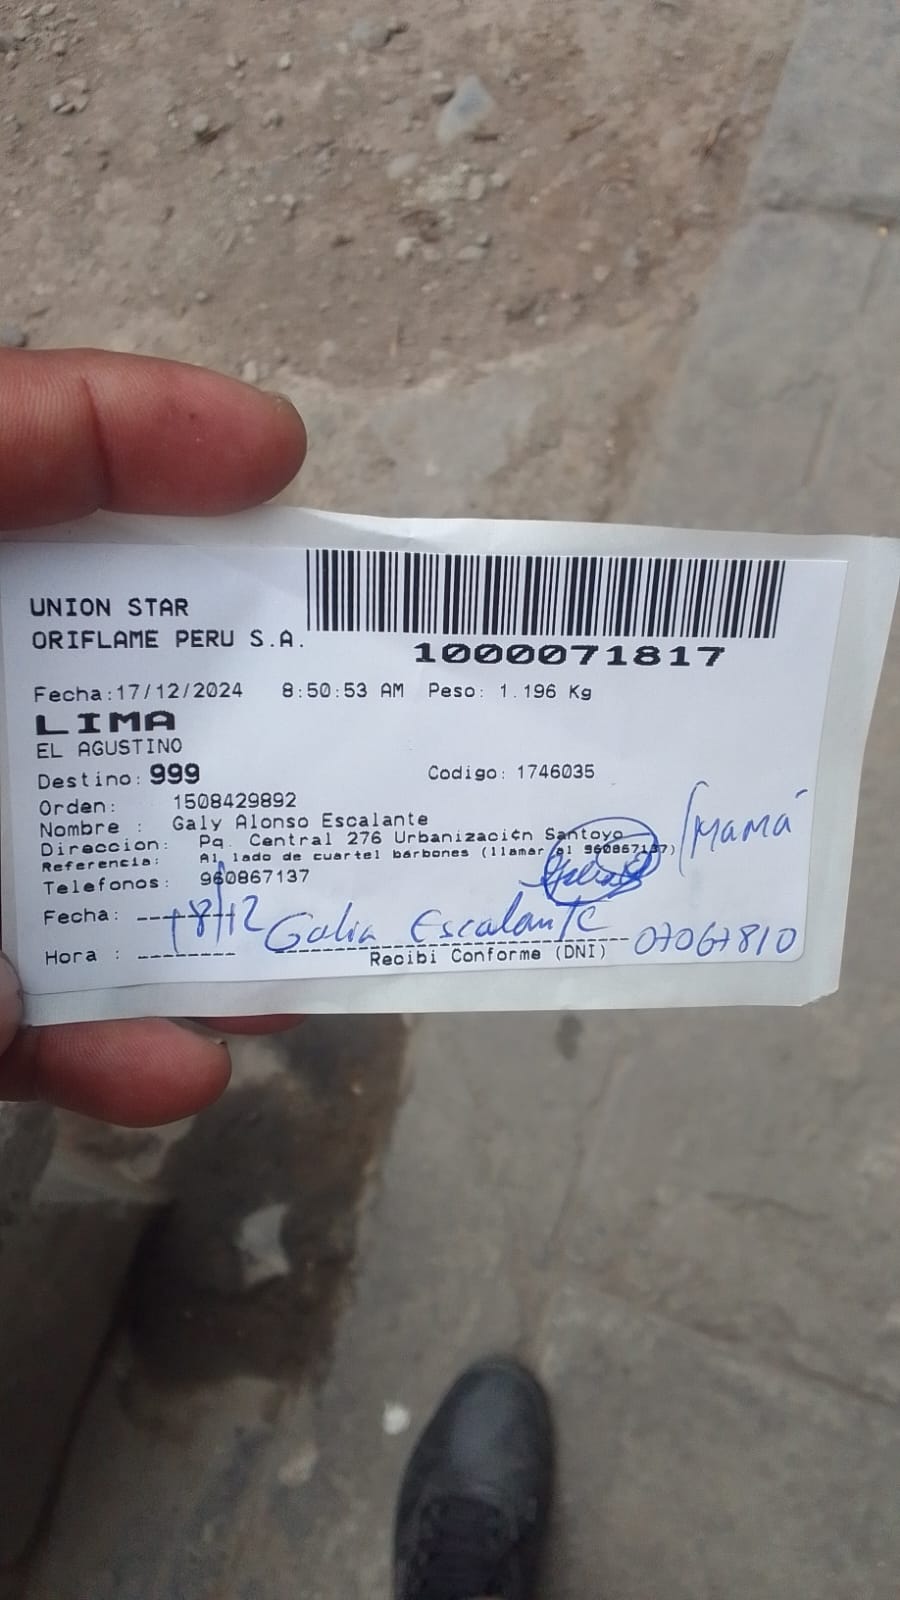 UNION STAR
ORIFLAME PERU S.A.
1000071817
Fecha:17/12/2024 8:50:53 AM Peso: 1.196 Kg
LIMA
EL AGUSTINO
Destino: 999 Codigo: 1746035
Orden: 1508429892
Nombre : Galy Alonso Escalante
Direccion: Pq. Central 276 Urbanización Santoyo
Referencia: Al lado de cuartel barbones (llamar al 960867137)
Telefonos: 960867137
/Mamá
Fecha: 18/12
Galia Escalante
Hora :
Recibi Conforme (DNI) 07067810